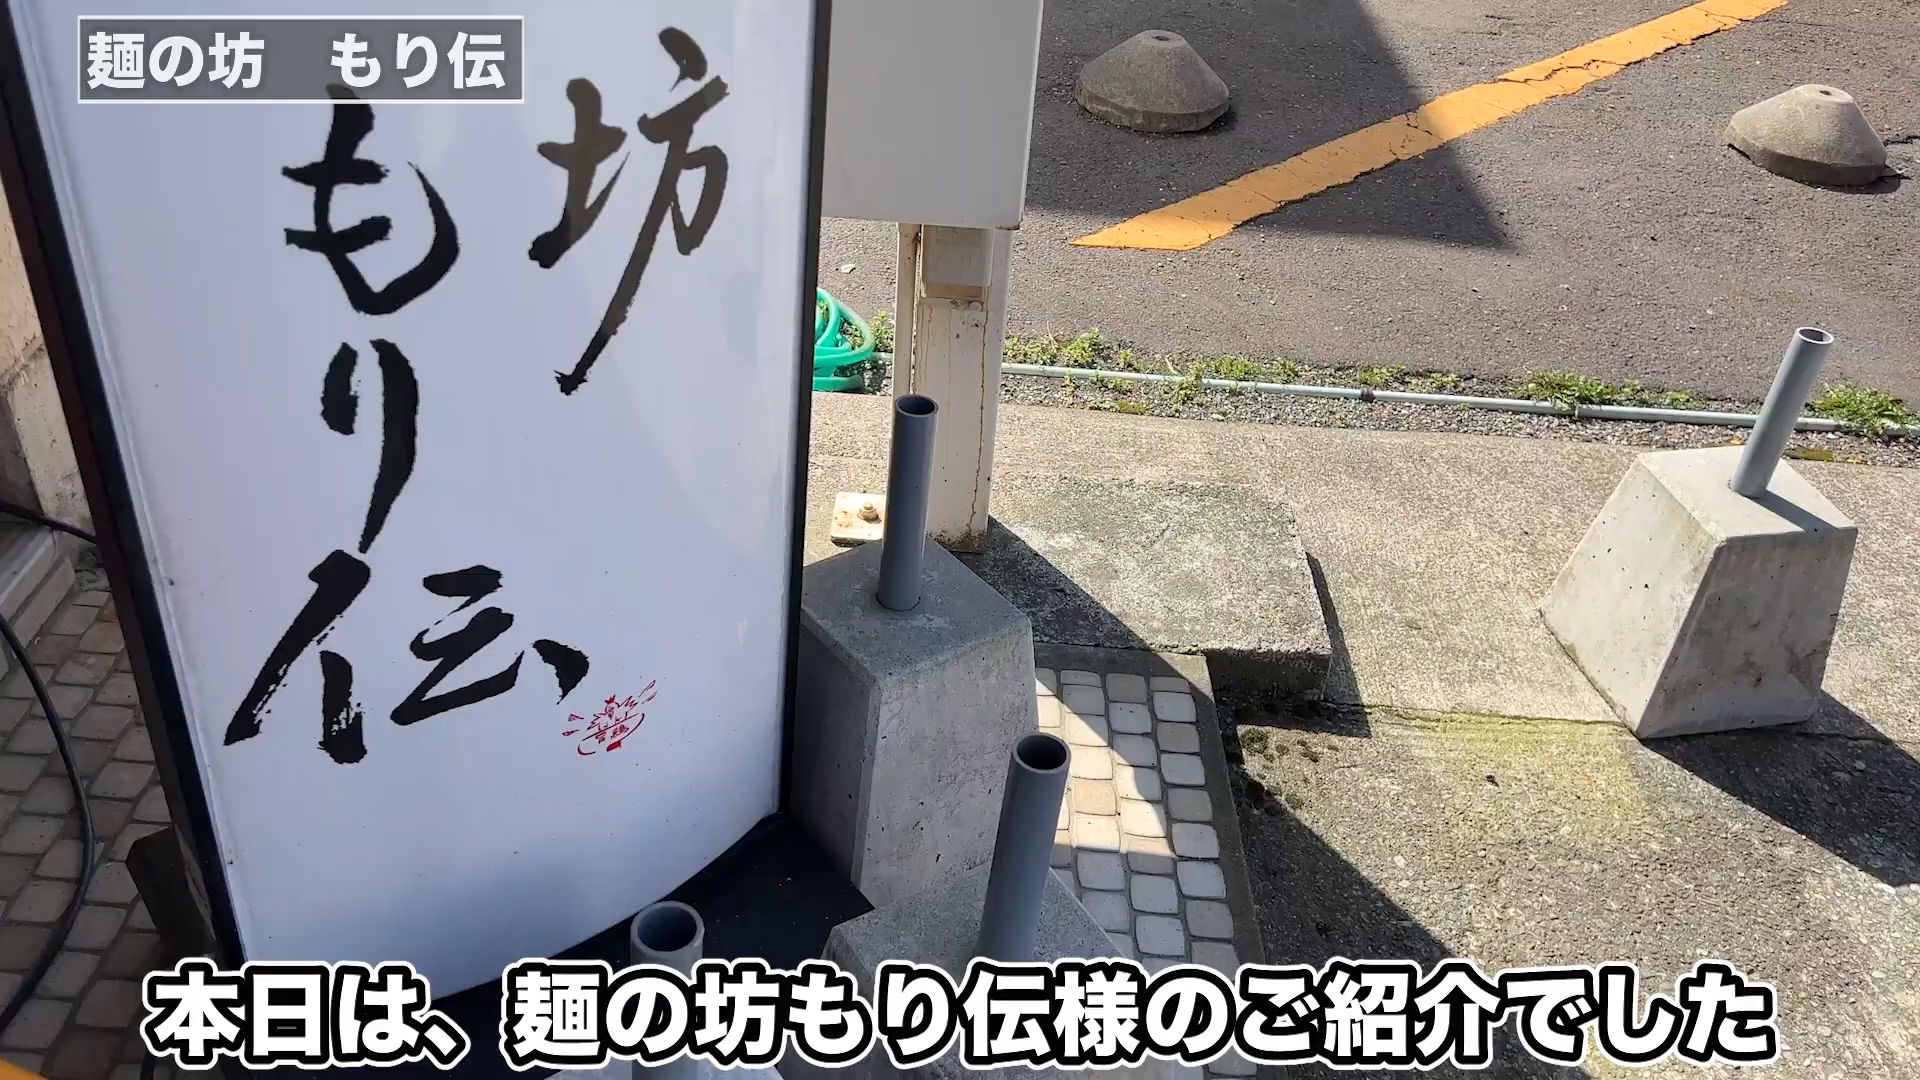 麺の坊　もり伝
坊
もり伝
本日は、麺の坊もり伝様のご紹介でした